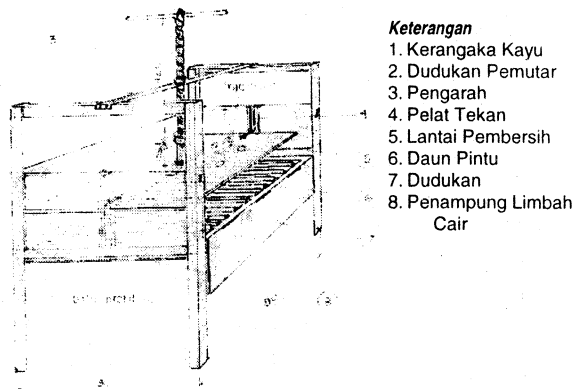 Keterangan
1. Kerangaka Kayu
2. Dudukan Pemutar
3. Pengarah
4. Pelat Tekan
5. Lantai Pembersih
6. Daun Pintu
7. Dudukan
8. Penampung Limbah
Cair
3